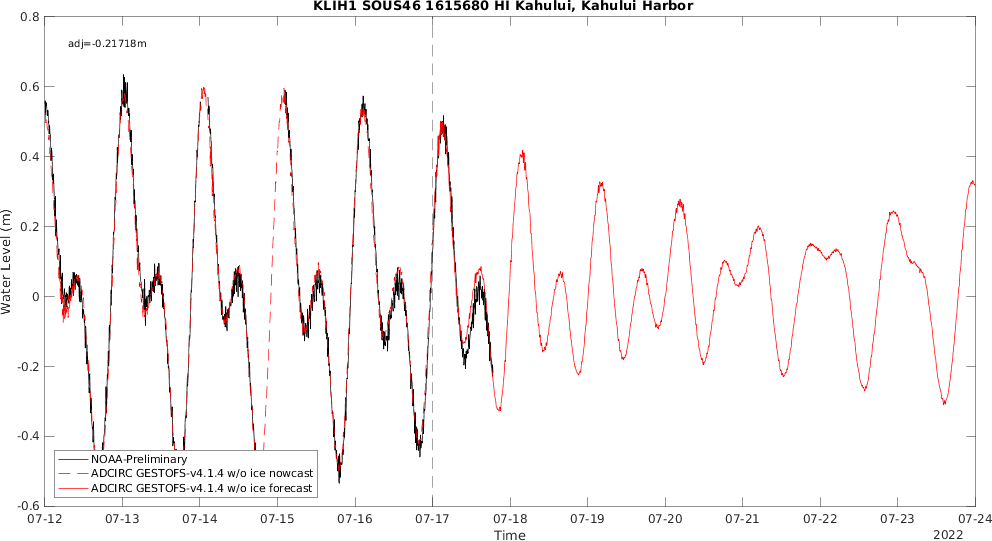 KLIH1 SOUS46 1615680 HI Kahului, Kahului Harbor
adj=-0.21718m
Water Level (m)
0.8
0.6
0.4
0.2
0
-0.2
-0.4
-0.6
NOAA-Preliminary
ADCIRC GESTOFS-v4.1.4 w/o ice nowcast
ADCIRC GESTOFS-v4.1.4 w/o ice forecast
07-12 07-13 07-14 07-15 07-16 07-17 07-18 07-19 07-20 07-21 07-22 07-23 07-24
Time
2022